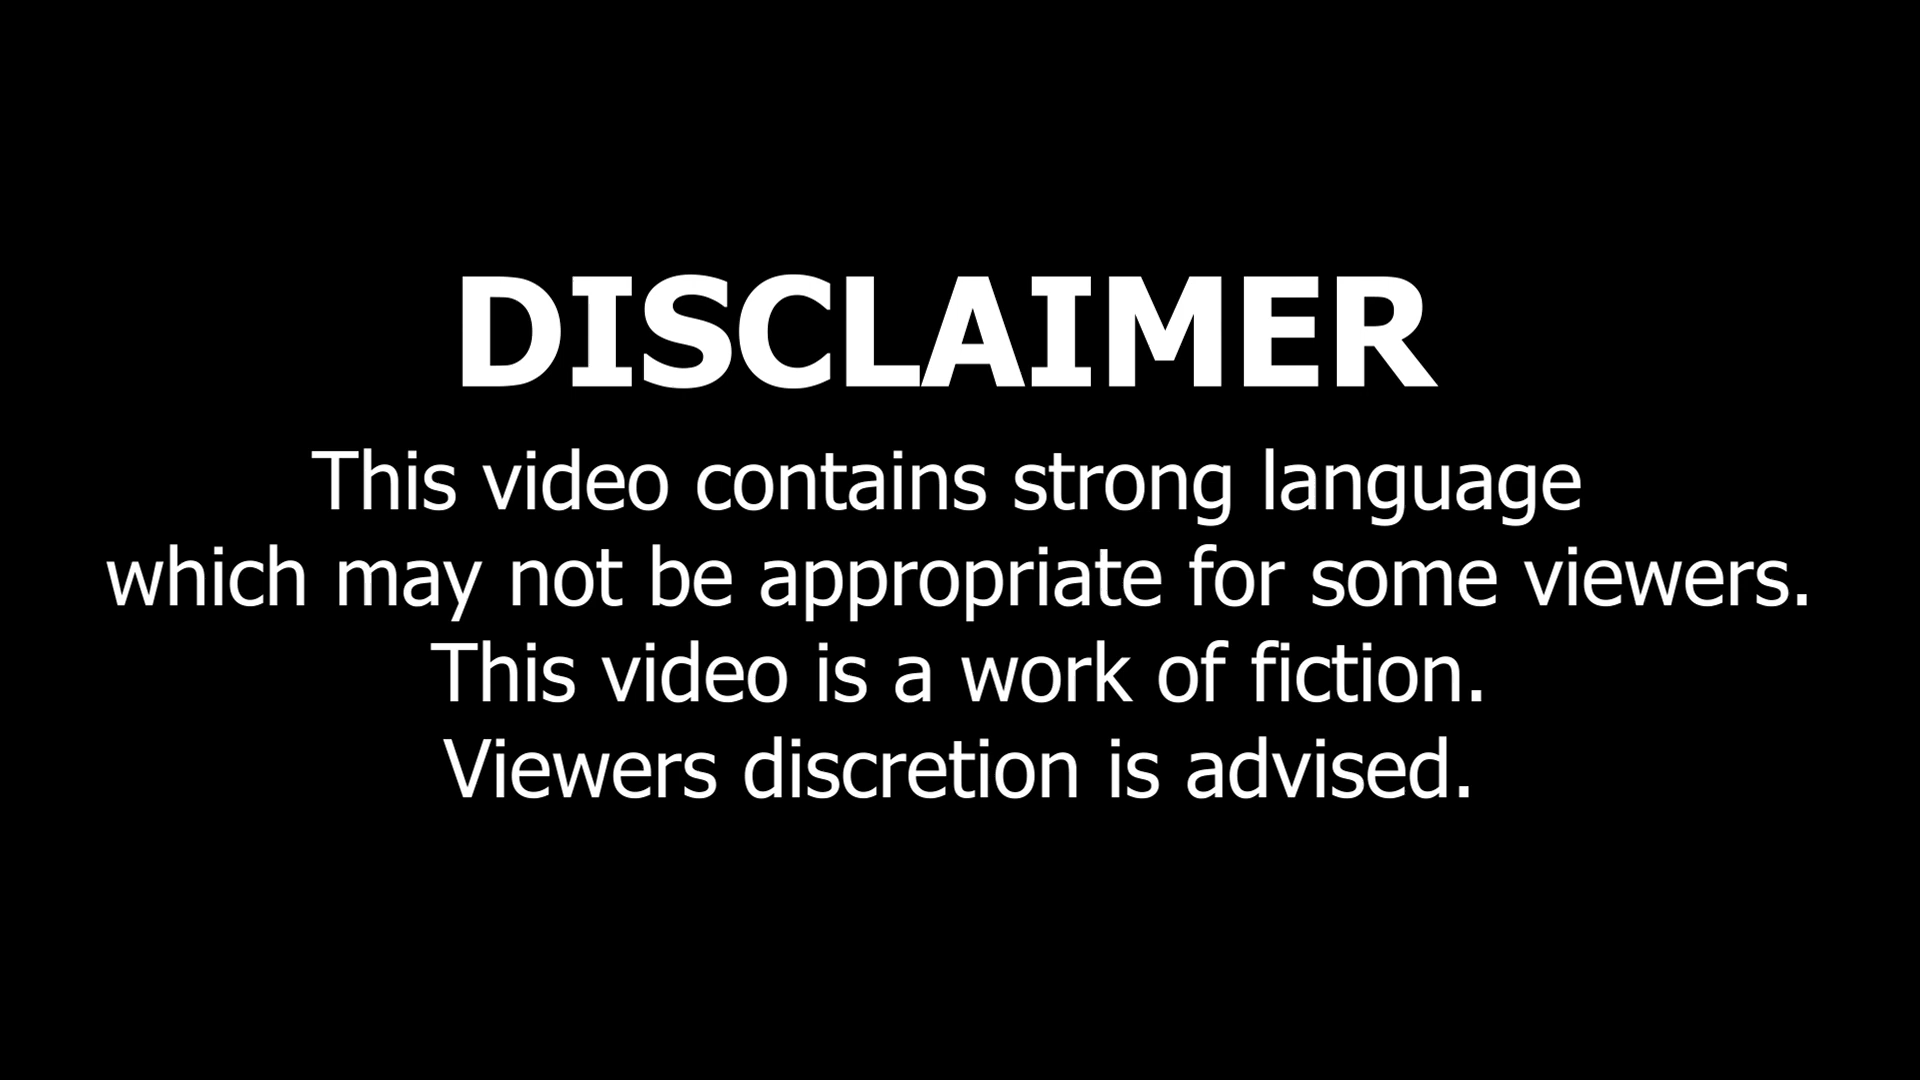 DISCLAIMER
This video contains strong language
which may not be appropriate for some viewers.
This video is a work of fiction.
Viewers discretion is advised.